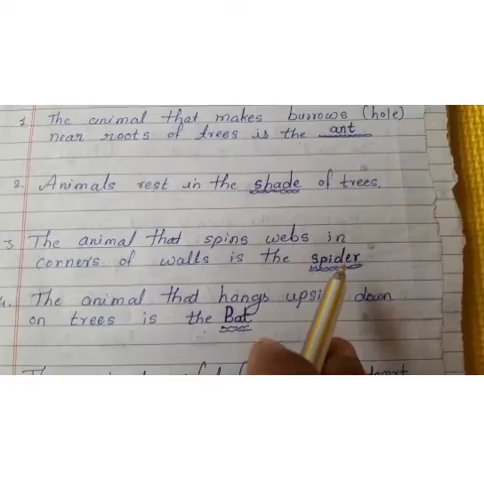 1. The animal that makes burrows (hole)
near roots of trees is the ant
2. Animals rest in the shade of trees.
3. The animal that spins webs in
corners of walls is the spider
4. The animal that hangs upsi down
on trees is the Bat